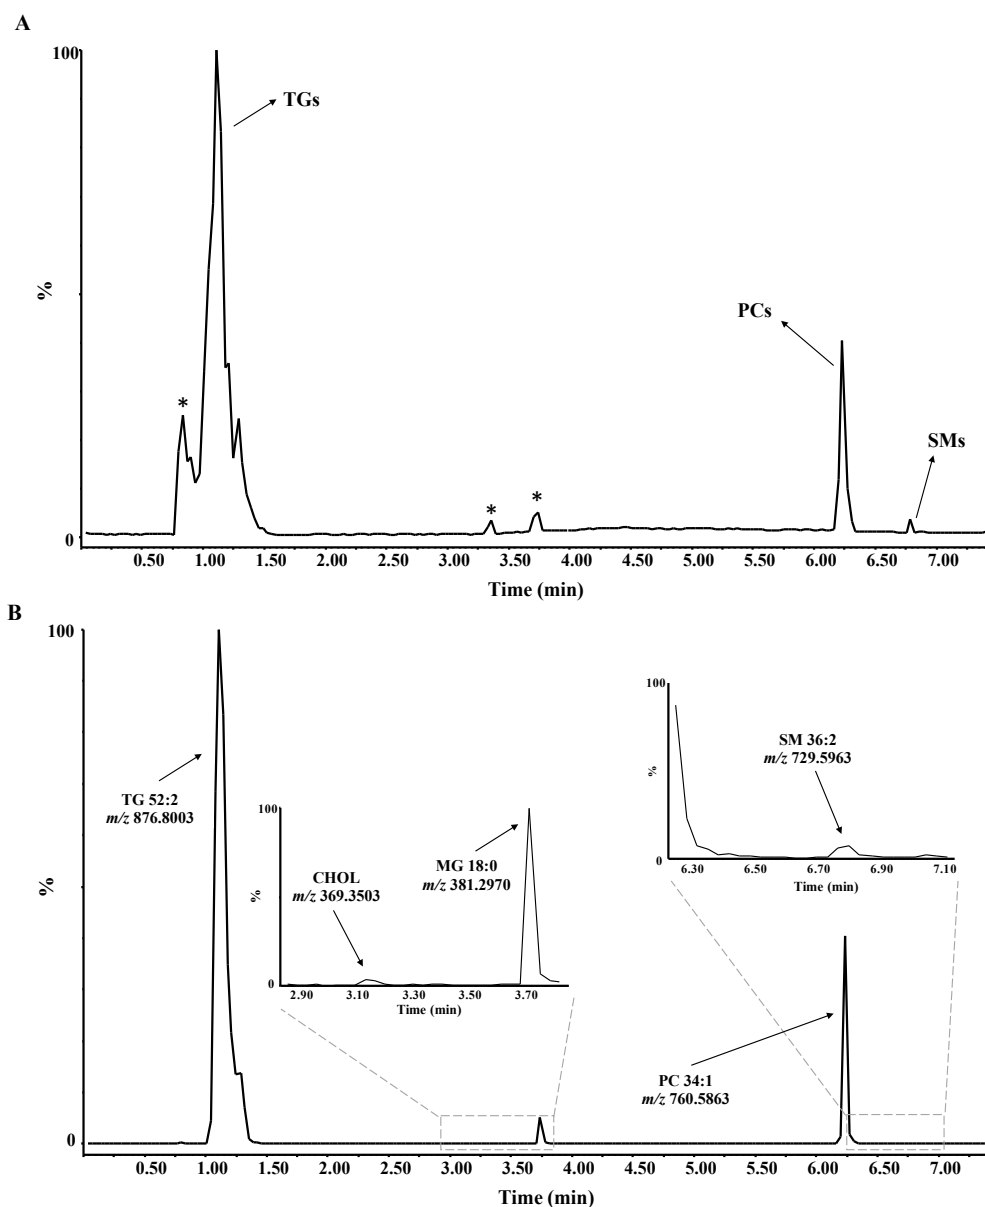 A
100
TGs
%
PCs
*
SMs
*
*
0
0.50 1.00 1.50 2.00 2.50 3.00 3.50 4.00 4.50 5.00 5.50 6.00 6.50 7.00
Time (min)
B
100
100
SM 36:2
m/z 729.5963
%
TG 52:2
m/z 876.8003
100
MG 18:0
m/z 381.2970
0
6.30 6.50 6.70 6.90 7.10
Time (min)
CHOL
m/z 369.3503
%
%
0
2.90 3.10 3.30 3.50 3.70
Time (min)
PC 34:1
m/z 760.5863
0
0.50 1.00 1.50 2.00 2.50 3.00 3.50 4.00 4.50 5.00 5.50 6.00 6.50 7.00
Time (min)